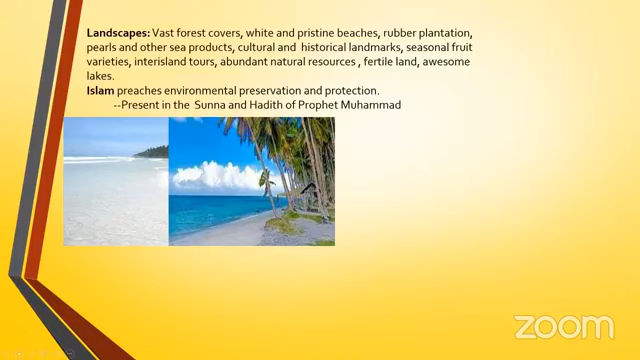 Landscapes: Vast forest covers, white and pristine beaches, rubber plantation,
pearls and other sea products, cultural and historical landmarks, seasonal fruit
varieties, interisland tours, abundant natural resources , fertile land, awesome
lakes.
Islam preaches environmental preservation and protection.
--Present in the Sunna and Hadith of Prophet Muhammad
zoom